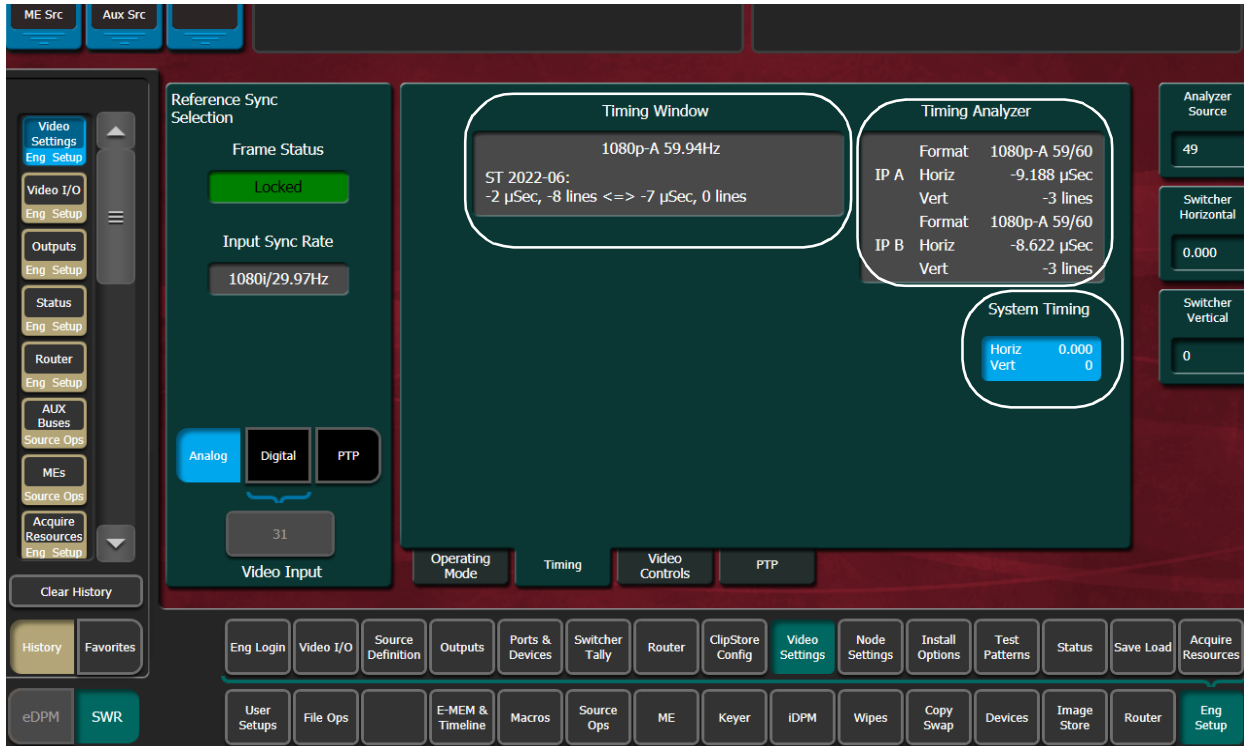 ME Src
Aux Src
Video
Settings
Eng Setup
Video I/O
Eng Setup
Outputs
Eng Setup
Status
Eng Setup
Router
Eng Setup
AUX
Buses
Source Ops
MEs
Source Ops
Acquire
Resources
Eng Setup
Clear History
History
Favorites
eDPM
SWR
Reference Sync
Selection
Frame Status
Locked
Input Sync Rate
1080i/29.97Hz
Analog
Digital
PTP
31
Video Input
Timing Window
1080p-A 59.94Hz
ST 2022-06:
-2 µSec, -8 lines <=> -7 µSec, 0 lines
Timing Analyzer
Format 1080p-A 59/60
IP A Horiz -9.188 µSec
Vert -3 lines
Format 1080p-A 59/60
IP B Horiz -8.622 µSec
Vert -3 lines
System Timing
Horiz 0.000
Vert 0
Operating
Mode
Timing
Video
Controls
PTP
Analyzer
Source
49
Switcher
Horizontal
0.000
Switcher
Vertical
0
Eng Login
Video I/O
Source
Definition
Outputs
Ports &
Devices
Switcher
Tally
Router
ClipStore
Config
Video
Settings
Node
Settings
Install
Options
Test
Patterns
Status
Save Load
Acquire
Resources
User
Setups
File Ops
E-MEM &
Timeline
Macros
Source
Ops
ME
Keyer
iDPM
Wipes
Copy
Swap
Devices
Image
Store
Router
Eng
Setup